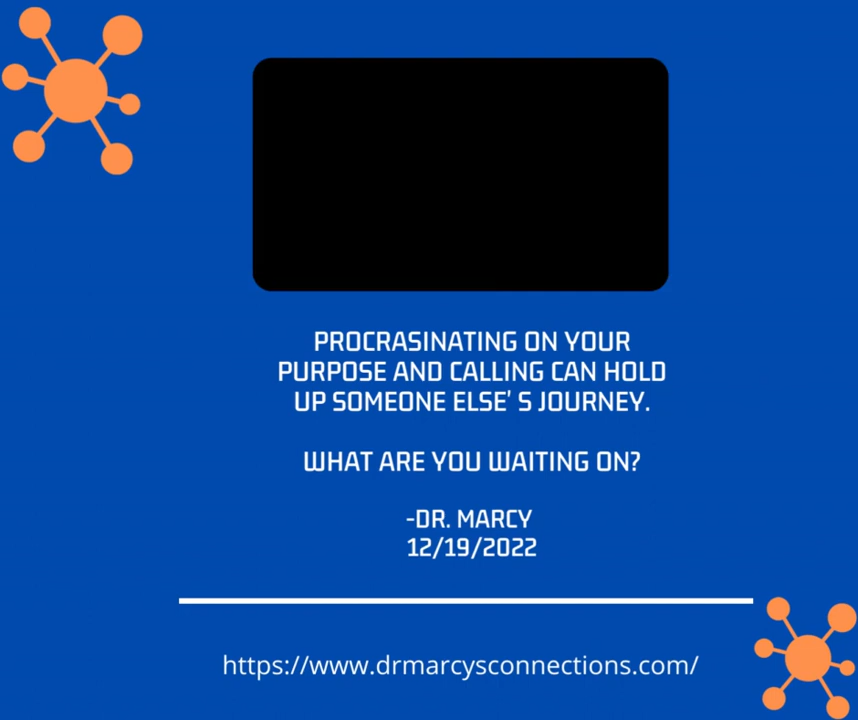 PROCRASINATING ON YOUR
PURPOSE AND CALLING CAN HOLD
UP SOMEONE ELSE' S JOURNEY.
WHAT ARE YOU WAITING ON?
-DR. MARCY
12/19/2022
https://www.drmarcysconnections.com/